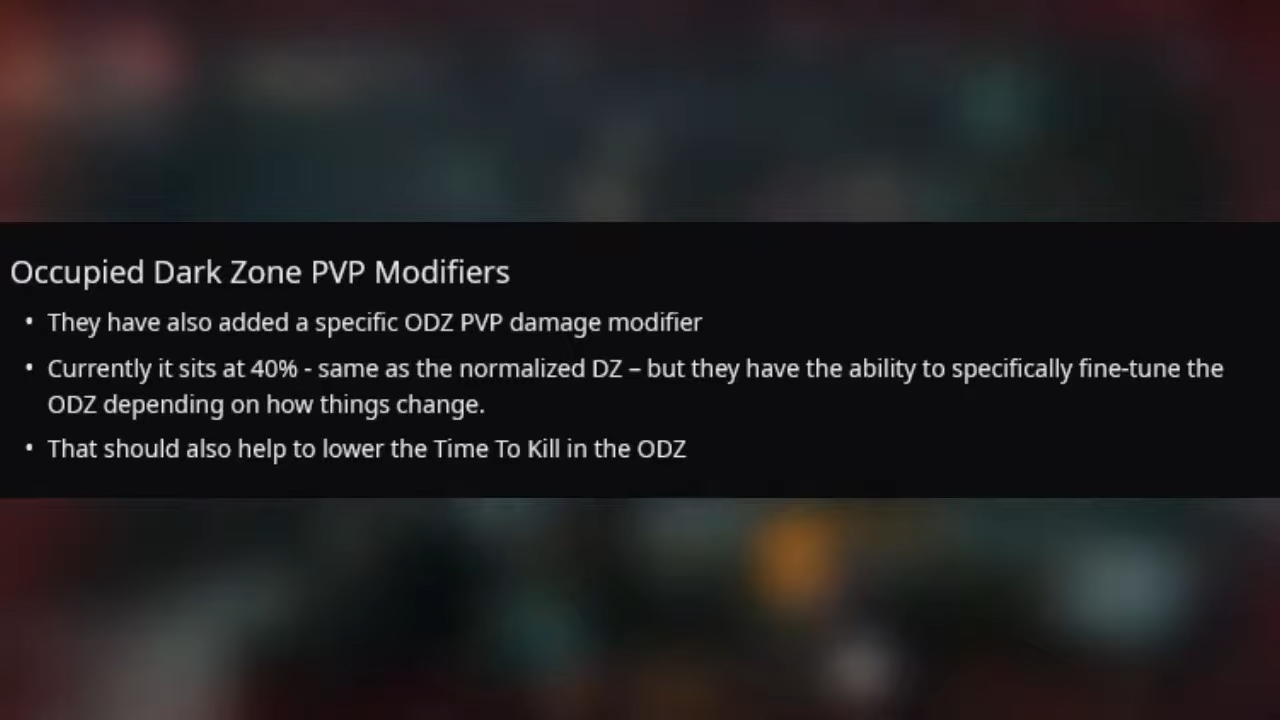 Occupied Dark Zone PVP Modifiers
• They have also added a specific ODZ PVP damage modifier
• Currently it sits at 40% - same as the normalized DZ – but they have the ability to specifically fine-tune the
ODZ depending on how things change.
• That should also help to lower the Time To Kill in the ODZ